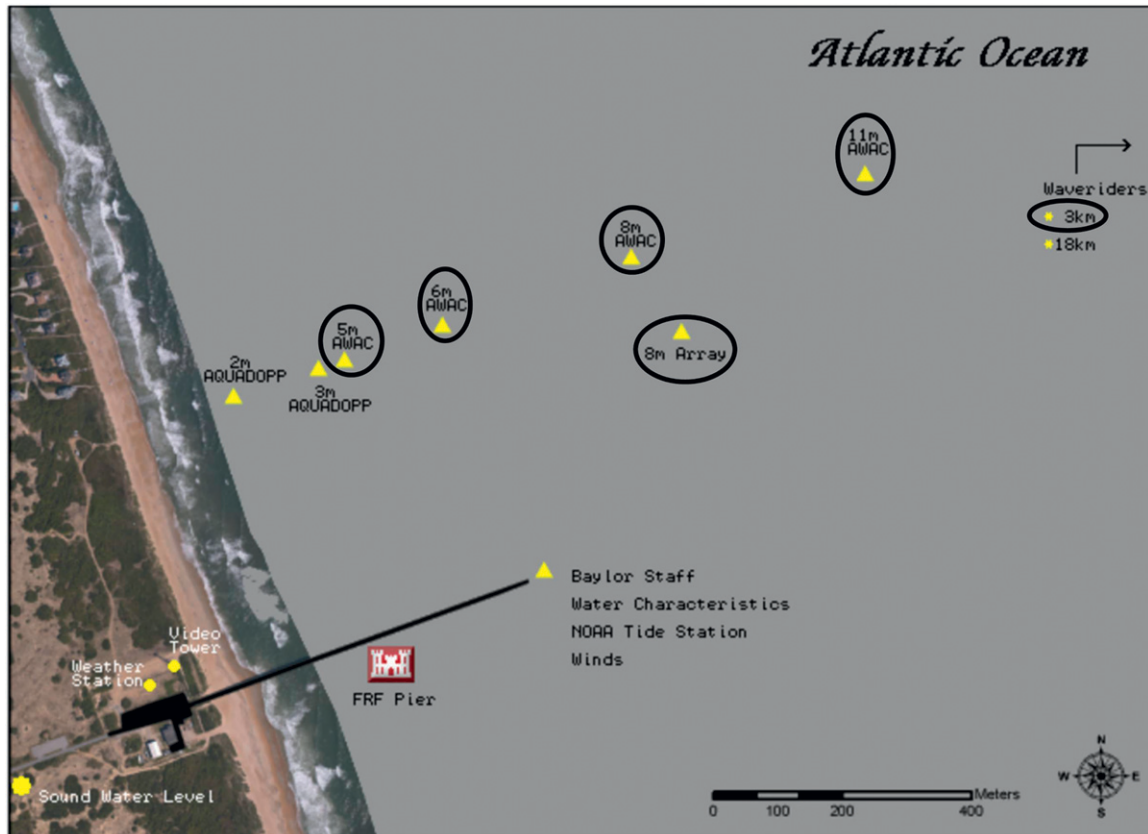 Atlantic Ocean
11m
AWAC
Waveriders
3km
18km
8m
AWAC
6m
AWAC
5m
AWAC
8m Array
2m
AQUADOPP
3m
AQUADOPP
Baylor Staff
Water Characteristics
NOAA Tide Station
Winds
Video
Tower
Weather
Station
FRF Pier
Sound Water Level
N
W E
S
Meters
0 100 200 400